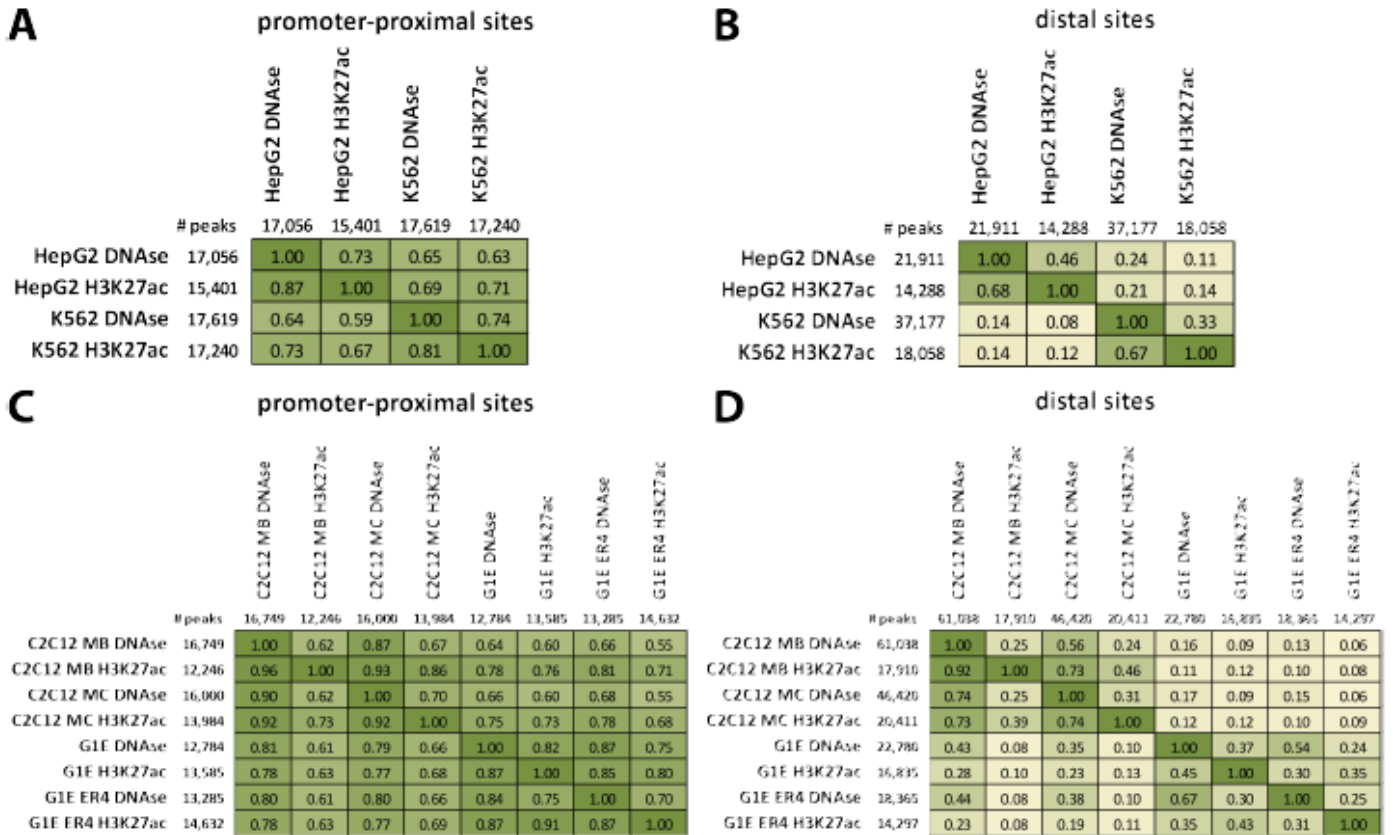 A promoter-proximal sites
HepG2 DNAse
HepG2 H3K27ac
K562 DNAse
K562 H3K27ac
# peaks 17,056 15,401 17,619 17,240
HepG2 DNAse 17,056 1.00 0.73 0.65 0.63
HepG2 H3K27ac 15,401 0.87 1.00 0.69 0.71
K562 DNAse 17,619 0.64 0.59 1.00 0.74
K562 H3K27ac 17,240 0.73 0.67 0.81 1.00
B distal sites
HepG2 DNAse
HepG2 H3K27ac
K562 DNAse
K562 H3K27ac
# peaks 21,911 14,288 37,177 18,058
HepG2 DNAse 21,911 1.00 0.46 0.24 0.11
HepG2 H3K27ac 14,288 0.68 1.00 0.21 0.14
K562 DNAse 37,177 0.14 0.08 1.00 0.33
K562 H3K27ac 18,058 0.14 0.12 0.67 1.00
C promoter-proximal sites
C2C12 MB DNAse
C2C12 MB H3K27ac
C2C12 MC DNAse
C2C12 MC H3K27ac
G1E DNAse
G1E H3K27ac
G1E ER4 DNAse
G1E ER4 H3K27ac
# peaks 16,749 12,246 16,000 13,984 12,784 13,585 13,285 14,632
C2C12 MB DNAse 16,749 1.00 0.62 0.87 0.67 0.64 0.60 0.66 0.55
C2C12 MB H3K27ac 12,246 0.96 1.00 0.93 0.86 0.78 0.76 0.81 0.71
C2C12 MC DNAse 16,000 0.90 0.62 1.00 0.70 0.66 0.60 0.68 0.55
C2C12 MC H3K27ac 13,984 0.92 0.73 0.92 1.00 0.75 0.73 0.78 0.68
G1E DNAse 12,784 0.81 0.61 0.79 0.66 1.00 0.82 0.87 0.75
G1E H3K27ac 13,585 0.78 0.63 0.77 0.68 0.87 1.00 0.85 0.80
G1E ER4 DNAse 13,285 0.80 0.61 0.80 0.66 0.84 0.75 1.00 0.70
G1E ER4 H3K27ac 14,632 0.78 0.63 0.77 0.69 0.87 0.91 0.87 1.00
D distal sites
C2C12 MB DNAse
C2C12 MB H3K27ac
C2C12 MC DNAse
C2C12 MC H3K27ac
G1E DNAse
G1E H3K27ac
G1E ER4 DNAse
G1E ER4 H3K27ac
# peaks 61,038 17,910 46,420 20,411 22,780 16,835 18,365 14,297
C2C12 MB DNAse 61,038 1.00 0.25 0.56 0.24 0.16 0.09 0.13 0.06
C2C12 MB H3K27ac 17,910 0.92 1.00 0.73 0.46 0.11 0.12 0.10 0.08
C2C12 MC DNAse 46,420 0.74 0.25 1.00 0.31 0.17 0.09 0.15 0.06
C2C12 MC H3K27ac 20,411 0.73 0.39 0.74 1.00 0.12 0.12 0.10 0.09
G1E DNAse 22,780 0.43 0.08 0.35 0.10 1.00 0.37 0.54 0.24
G1E H3K27ac 16,835 0.28 0.10 0.23 0.13 0.45 1.00 0.30 0.35
G1E ER4 DNAse 18,365 0.44 0.08 0.38 0.10 0.67 0.30 1.00 0.25
G1E ER4 H3K27ac 14,297 0.23 0.08 0.19 0.11 0.35 0.43 0.31 1.00